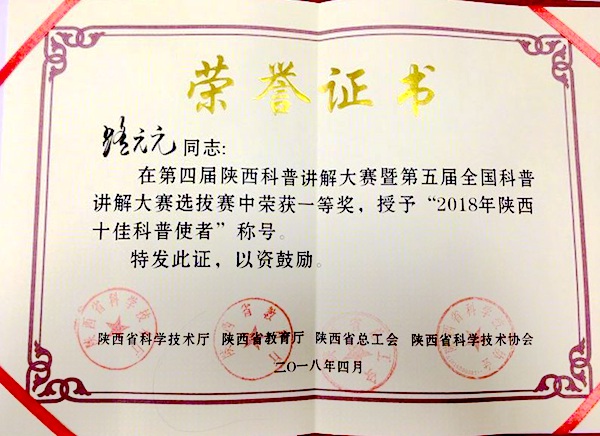 荣誉证书
路元元同志:
在第四届陕西科普讲解大赛暨第五届全国科普
讲解大赛选拔赛中荣获一等奖，授予“2018年陕西
十佳科普使者”称号。
特发此证，以资鼓励。
陕西省科学技术厅 陕西省教育厅 陕西省总工会 陕西省科学技术协会
二〇一八年四月